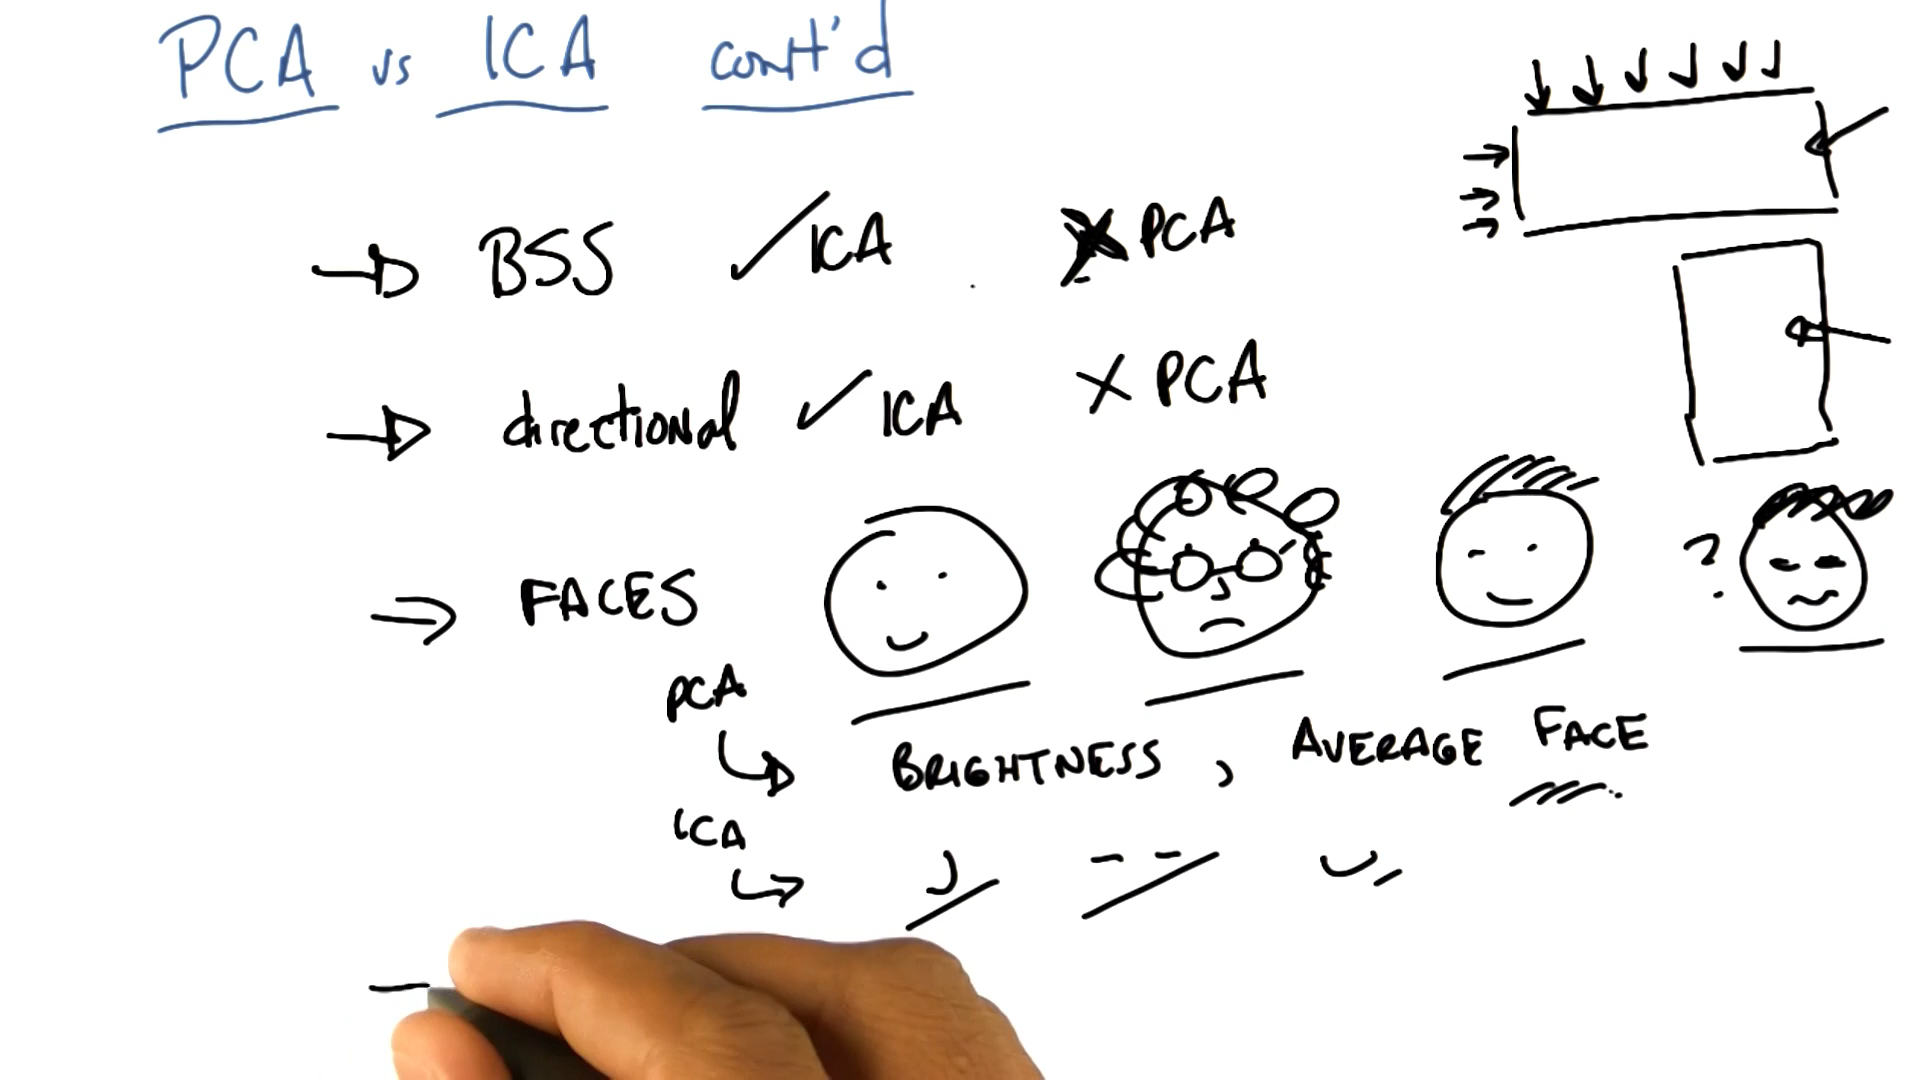 PCA vs ICA cont'd
BSS ✓ ICA X PCA
directional ✓ ICA X PCA
FACES
?
PCA
BRIGHTNESS, AVERAGE FACE
ICA